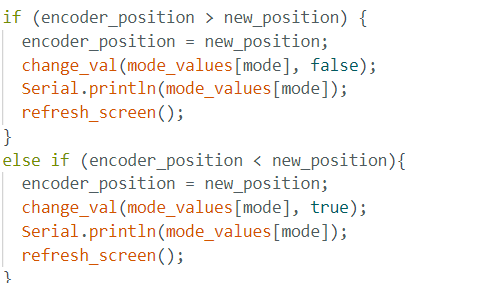 if (encoder_position > new_position) {
  encoder_position = new_position;
  change_val(mode_values[mode], false);
  Serial.println(mode_values[mode]);
  refresh_screen();
}
else if (encoder_position < new_position){
  encoder_position = new_position;
  change_val(mode_values[mode], true);
  Serial.println(mode_values[mode]);
  refresh_screen();
}